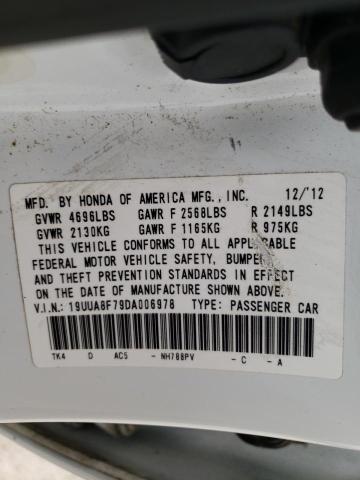 MFD. BY HONDA OF AMERICA MFG., INC. 12/'12
GVWR 4696LBS GAWR F 2568LBS R 2149LBS
GVWR 2130KG GAWR F 1165KG R 975KG
THIS VEHICLE CONFORMS TO ALL APPLICABLE
FEDERAL MOTOR VEHICLE SAFETY, BUMPER,
AND THEFT PREVENTION STANDARDS IN EFFECT
ON THE DATE OF MANUFACTURE SHOWN ABOVE.
V.I.N.: 19UUA8F79DA006978 TYPE: PASSENGER CAR
TK4 D AC5 - NH788PV - C - A